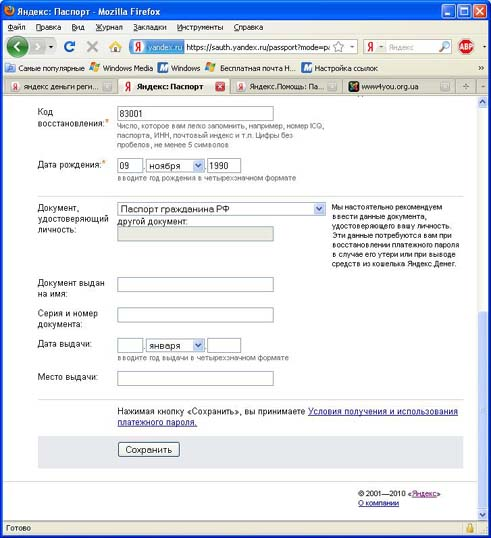 Яндекс: Паспорт - Mozilla Firefox
Файл Правка Вид Журнал Закладки Инструменты Справка
yandex.ru https://sauth.yandex.ru/passport?mode=pa
Яндекс
ABP
Самые популярные Windows Media Windows Бесплатная почта H... Настройка ссылок
яндекс деньги реги... Яндекс: Паспорт Яндекс.Помощь: Па... www4you.org.ua
Код
восстановления:*
83001
Число, которое вам легко запомнить, например, номер ICQ,
паспорта, ИНН, почтовый индекс и т.п. Цифры без
пробелов, не менее 5 символов
Дата рождения:* 09 . ноября . 1990
вводите год рождения в четырехзначном формате
Документ,
удостоверяющий
личность:
Паспорт гражданина РФ
другой документ:
Мы настоятельно рекомендуем
ввести данные документа,
удостоверяющего вашу личность.
Эти данные потребуются вам при
восстановлении платежного пароля
в случае его утери или при выводе
средств из кошелька Яндекс.Денег.
Документ выдан
на имя:
Серия и номер
документа:
Дата выдачи: . января .
вводите год выдачи в четырехзначном формате
Место выдачи:
Нажимая кнопку «Сохранить», вы принимаете Условия получения и использования
платежного пароля.
Сохранить
© 2001—2010 «Яндекс»
О компании
Готово